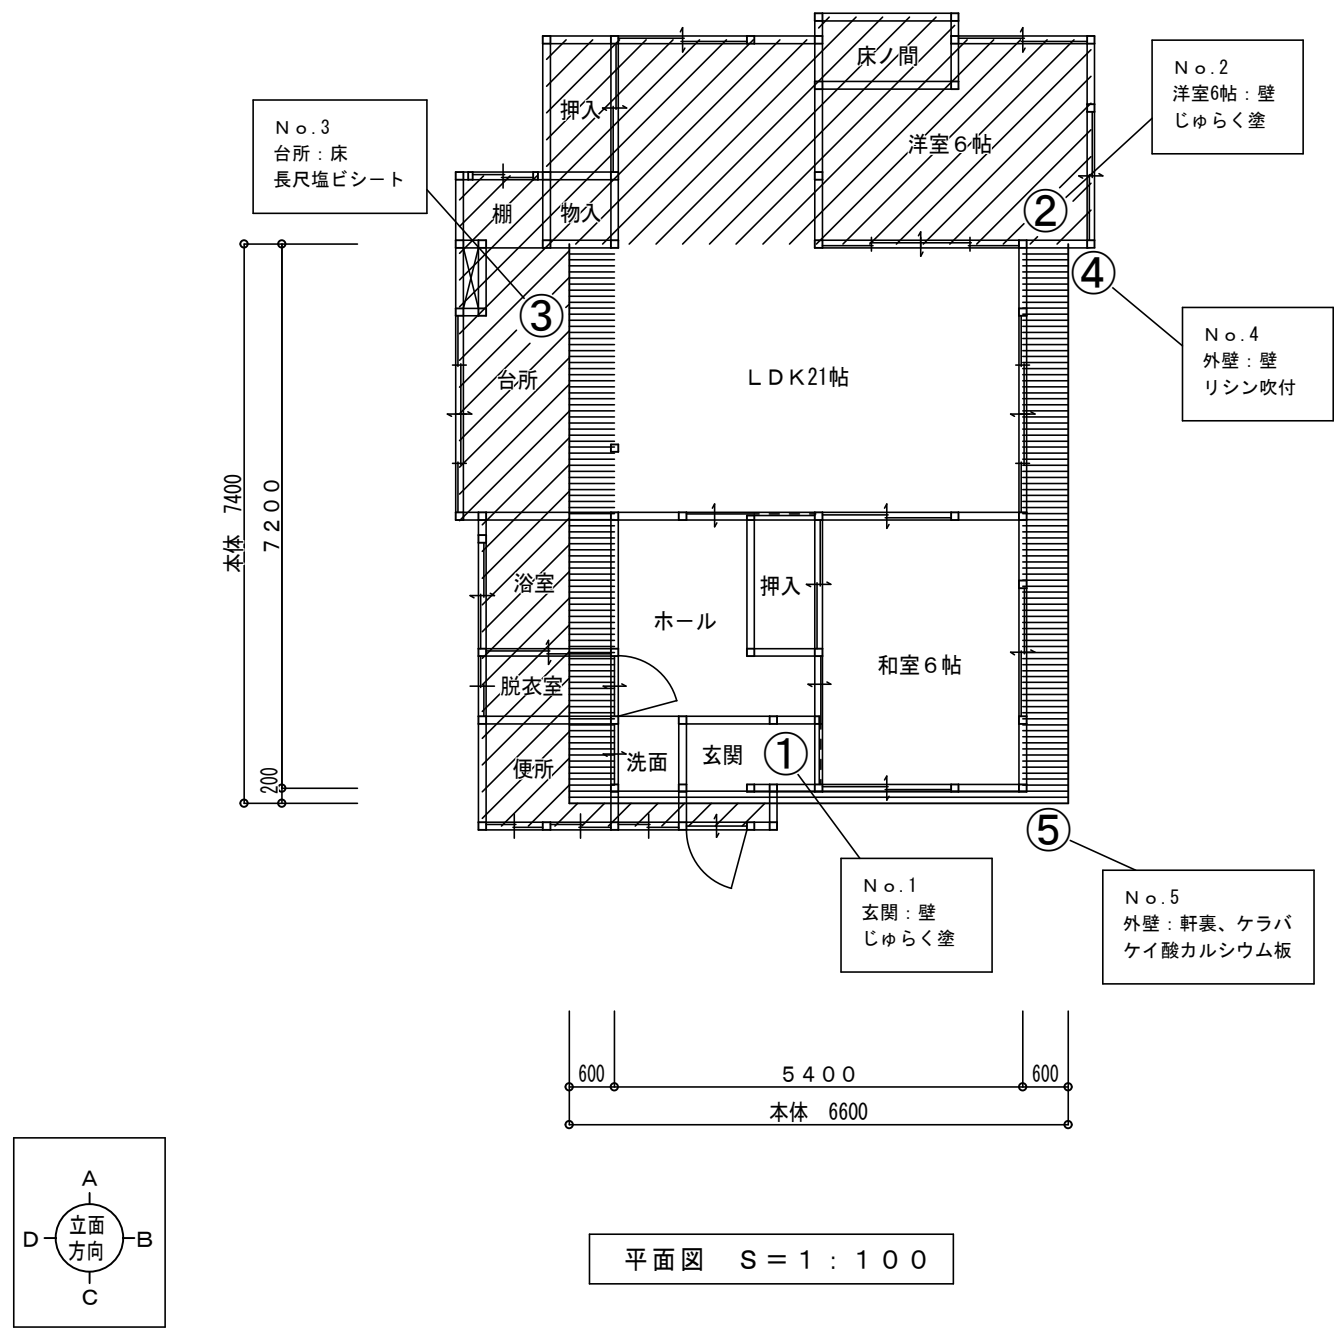 床ノ間
Ｎｏ.2
洋室6帖：壁
じゅらく塗
押入
洋室６帖
Ｎｏ.3
台所：床
長尺塩ビシート
棚
物入
②
④
③
Ｎｏ.4
外壁：壁
リシン吹付
台所
ＬＤＫ21帖
本体 7400
７２００
200
浴室
押入
ホール
和室６帖
脱衣室
便所
洗面
玄関
①
⑤
Ｎｏ.1
玄関：壁
じゅらく塗
Ｎｏ.5
外壁：軒裏、ケラバ
ケイ酸カルシウム板
600
５４００
600
本体 6600
A
D
立面
方向
B
C
平面図 Ｓ＝１：１００